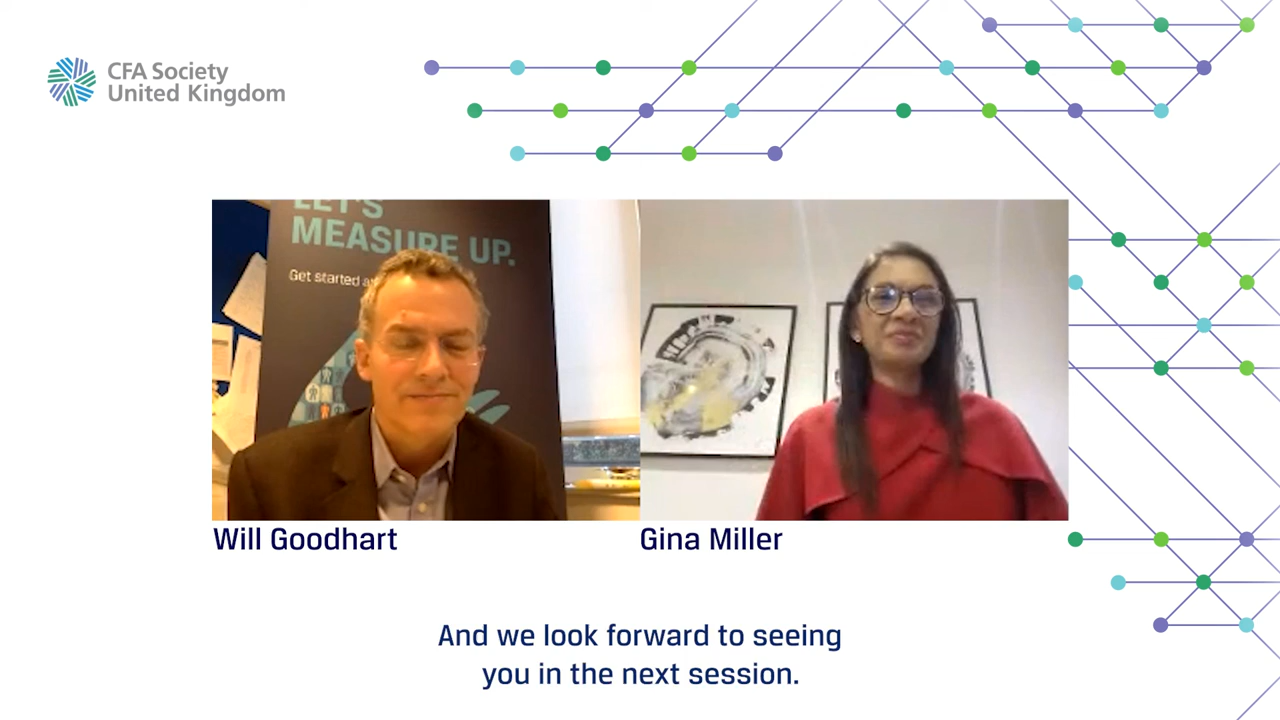 CFA Society
United Kingdom
LET'S
MEASURE UP.
Get started
Will Goodhart
Gina Miller
And we look forward to seeing
you in the next session.